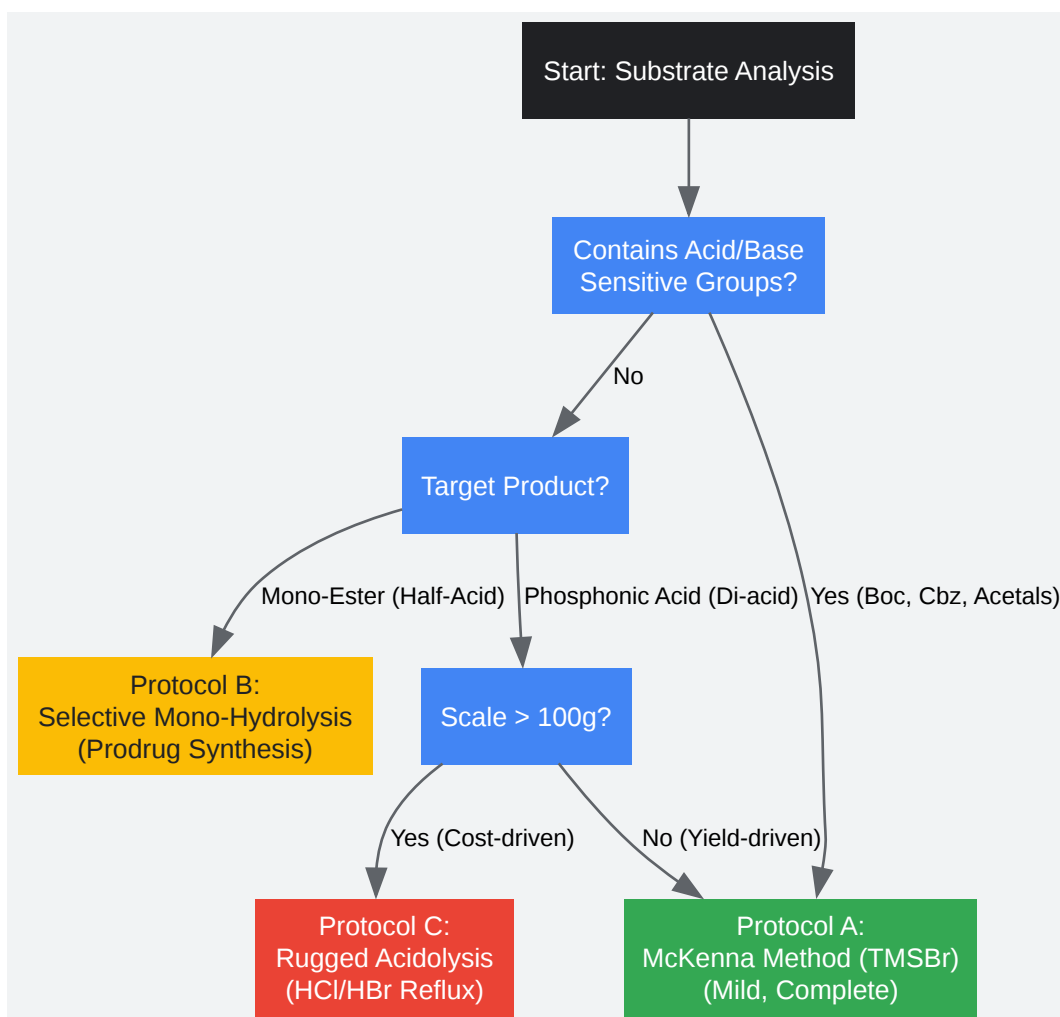 Start: Substrate Analysis
Contains Acid/Base
Sensitive Groups?
No
Target Product?
Mono-Ester (Half-Acid)
Phosphonic Acid (Di-acid)
Yes (Boc, Cbz, Acetals)
Protocol B:
Selective Mono-Hydrolysis
(Prodrug Synthesis)
Scale > 100g?
Yes (Cost-driven)
No (Yield-driven)
Protocol C:
Rugged Acidolysis
(HCl/HBr Reflux)
Protocol A:
McKenna Method (TMSBr)
(Mild, Complete)